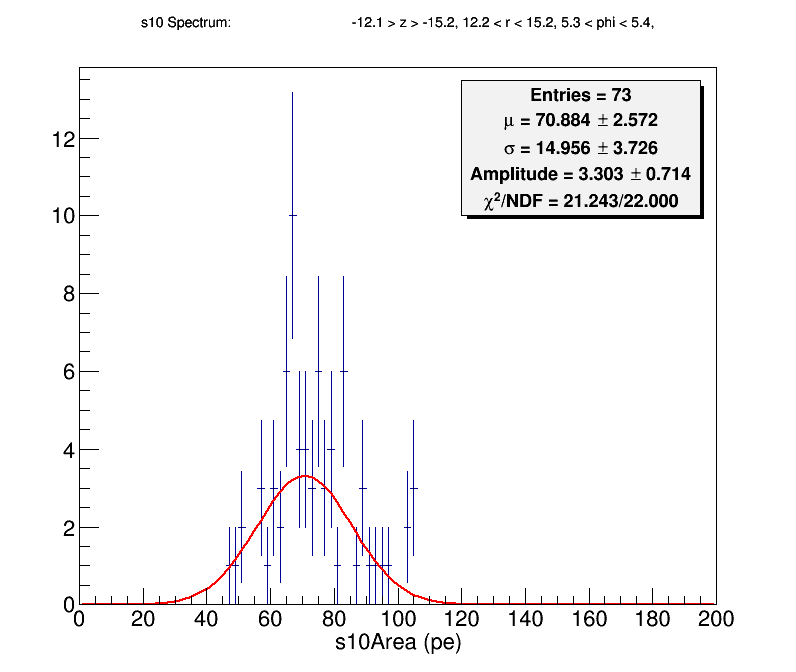 s10 Spectrum: -12.1 > z > -15.2, 12.2 < r < 15.2, 5.3 < phi < 5.4,
Entries = 73
μ = 70.884 ± 2.572
σ = 14.956 ± 3.726
Amplitude = 3.303 ± 0.714
χ²/NDF = 21.243/22.000
12
10
8
6
4
2
0
0 20 40 60 80 100 120 140 160 180 200
s10Area (pe)